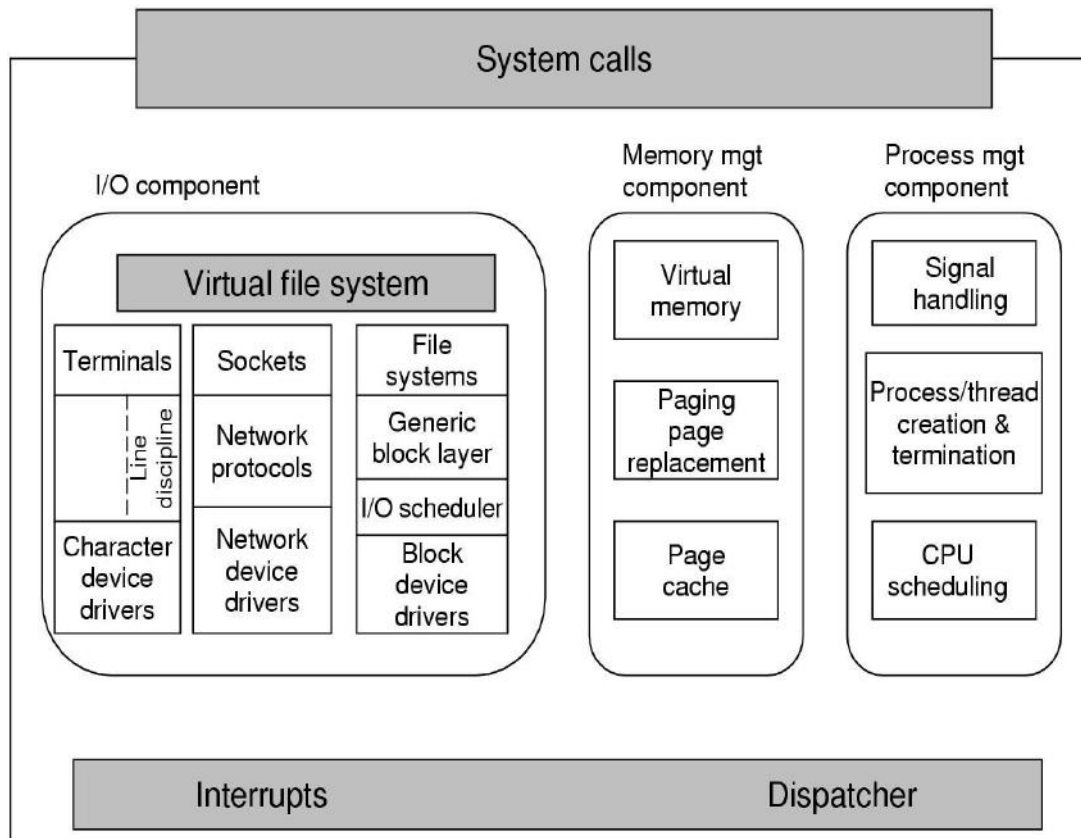 System calls
I/O component
Memory mgt
component
Process mgt
component
Virtual file system
Terminals
Line
discipline
Character
device
drivers
Sockets
Network
protocols
Network
device
drivers
File
systems
Generic
block layer
I/O scheduler
Block
device
drivers
Virtual
memory
Paging
page
replacement
Page
cache
Signal
handling
Process/thread
creation &
termination
CPU
scheduling
Interrupts
Dispatcher